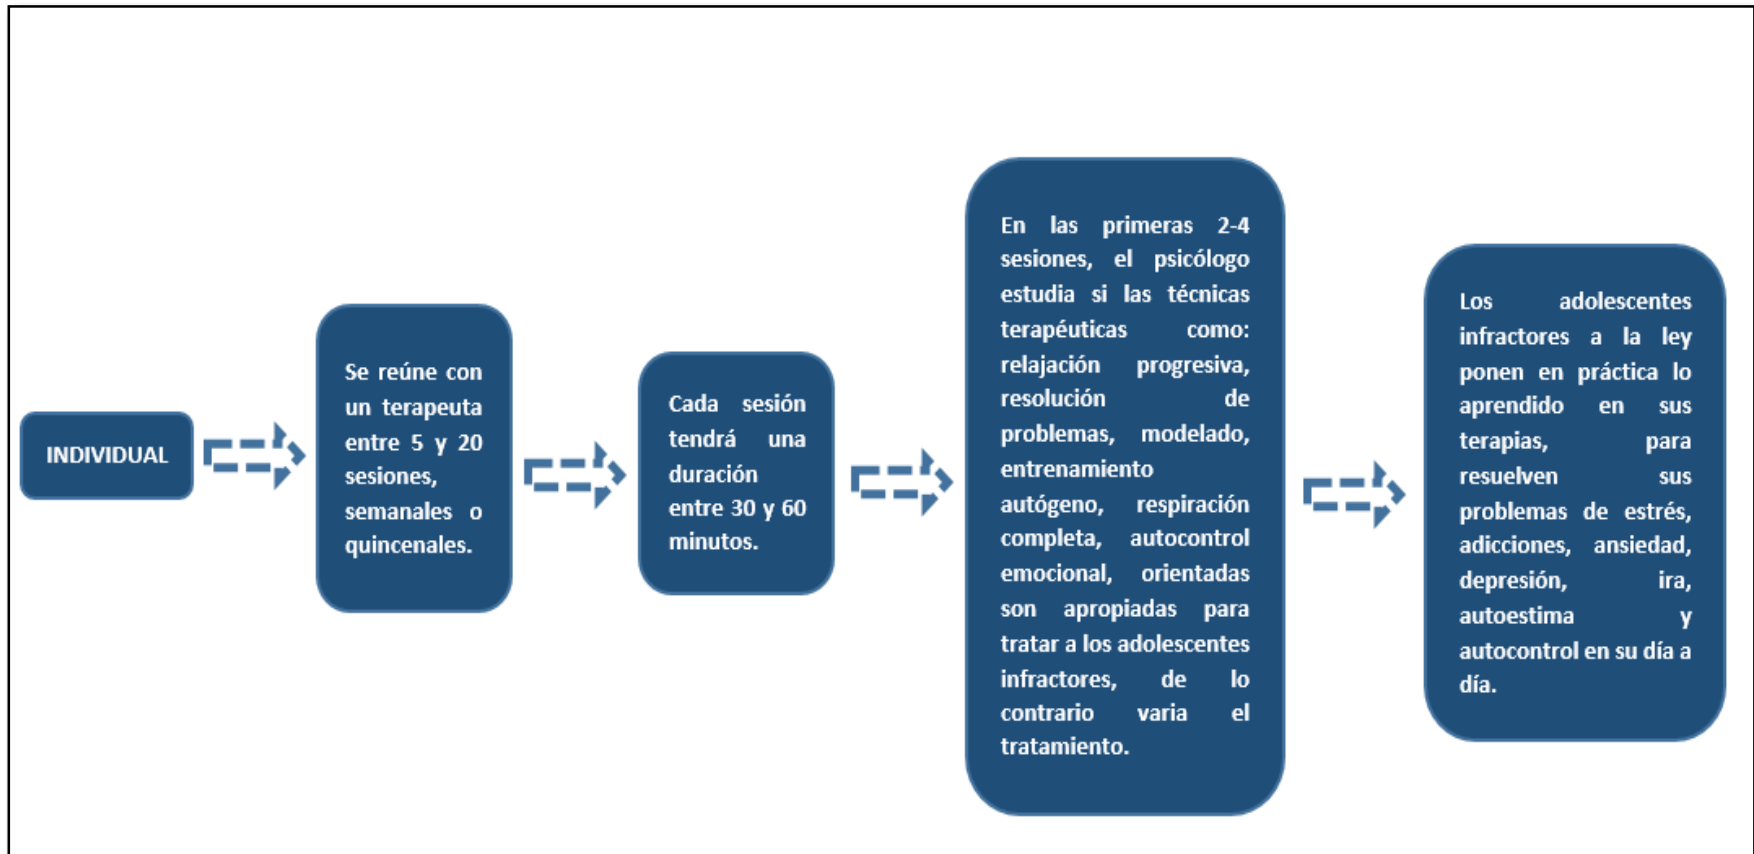 INDIVIDUAL
Se reúne con
un terapeuta
entre 5 y 20
sesiones,
semanales o
quincenales.
Cada sesión
tendrá una
duración
entre 30 y 60
minutos.
En las primeras 2-4
sesiones, el psicólogo
estudia si las técnicas
terapéuticas como:
relajación progresiva,
resolución de
problemas, modelado,
entrenamiento
autógeno, respiración
completa, autocontrol
emocional, orientadas
son apropiadas para
tratar a los adolescentes
infractores, de lo
contrario varia el
tratamiento.
Los adolescentes
infractores a la ley
ponen en práctica lo
aprendido en sus
terapias, para
resuelven sus
problemas de estrés,
adicciones, ansiedad,
depresión, ira,
autoestima y
autocontrol en su día a
día.